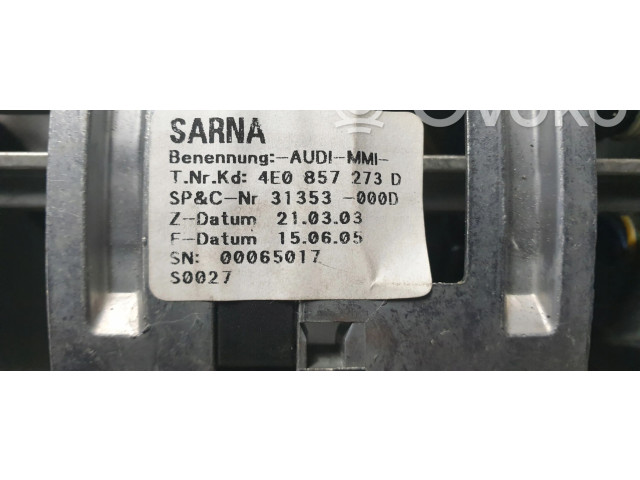 OVOKO
SARNA
Benennung:-AUDI-MMI-
T.Nr.Kd: 4E0 857 273 D
SP&C-Nr 31353 -000D
Z-Datum 21.03.03
F-Datum 15.06.05
SN: 00065017
S0027